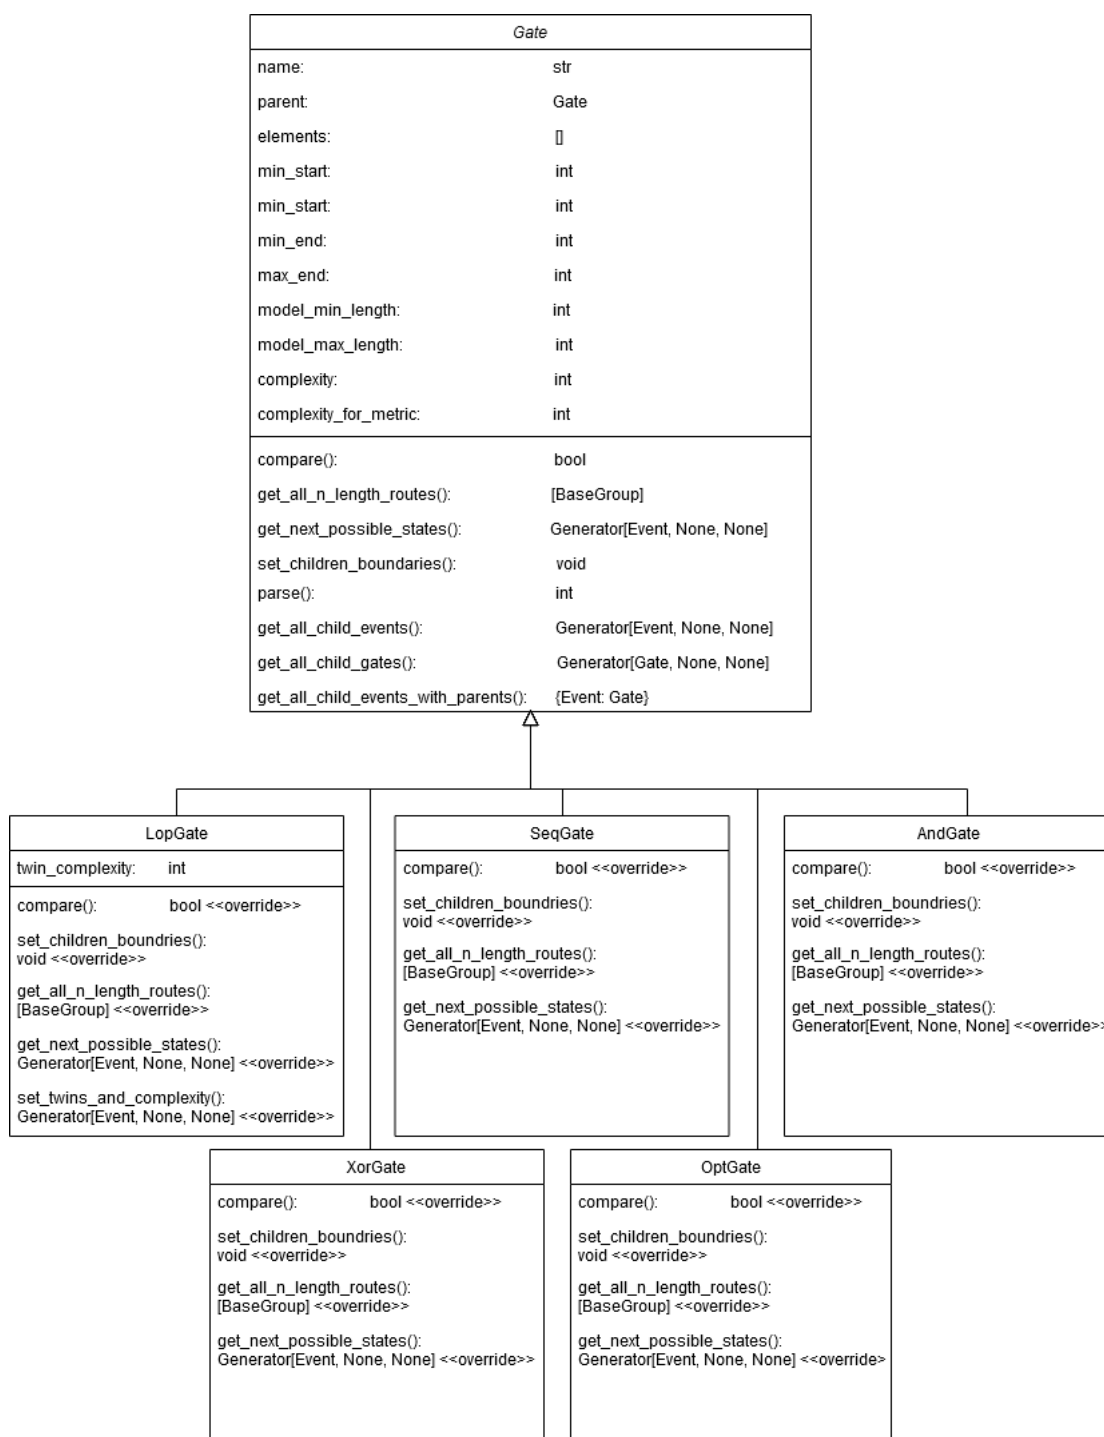 Gate
name: str
parent: Gate
elements: []
min_start: int
min_start: int
min_end: int
max_end: int
model_min_length: int
model_max_length: int
complexity: int
complexity_for_metric: int
compare(): bool
get_all_n_length_routes(): [BaseGroup]
get_next_possible_states(): Generator[Event, None, None]
set_children_boundaries(): void
parse(): int
get_all_child_events(): Generator[Event, None, None]
get_all_child_gates(): Generator[Gate, None, None]
get_all_child_events_with_parents(): {Event: Gate}
LopGate
twin_complexity: int
compare(): bool <<override>>
set_children_boundries():
void <<override>>
get_all_n_length_routes():
[BaseGroup] <<override>>
get_next_possible_states():
Generator[Event, None, None] <<override>>
set_twins_and_complexity():
Generator[Event, None, None] <<override>>
SeqGate
compare(): bool <<override>>
set_children_boundries():
void <<override>>
get_all_n_length_routes():
[BaseGroup] <<override>>
get_next_possible_states():
Generator[Event, None, None] <<override>>
AndGate
compare(): bool <<override>>
set_children_boundries():
void <<override>>
get_all_n_length_routes():
[BaseGroup] <<override>>
get_next_possible_states():
Generator[Event, None, None] <<override>>
XorGate
compare(): bool <<override>>
set_children_boundries():
void <<override>>
get_all_n_length_routes():
[BaseGroup] <<override>>
get_next_possible_states():
Generator[Event, None, None] <<override>>
OptGate
compare(): bool <<override>>
set_children_boundries():
void <<override>>
get_all_n_length_routes():
[BaseGroup] <<override>>
get_next_possible_states():
Generator[Event, None, None] <<override>